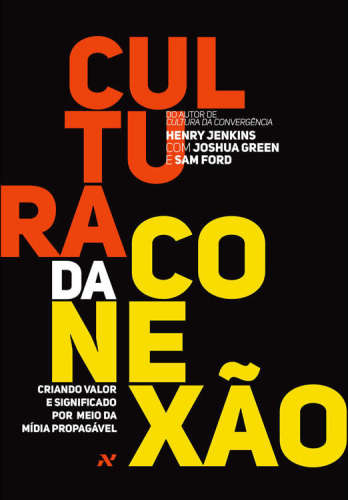 CUL
TU
RA
DO AUTOR DE
CULTURA DA CONVERGÊNCIA
HENRY JENKINS
COM JOSHUA GREEN
E SAM FORD
DA CO
NE
XÃO
CRIANDO VALOR
E SIGNIFICADO
POR MEIO DA
MÍDIA PROPAGÁVEL